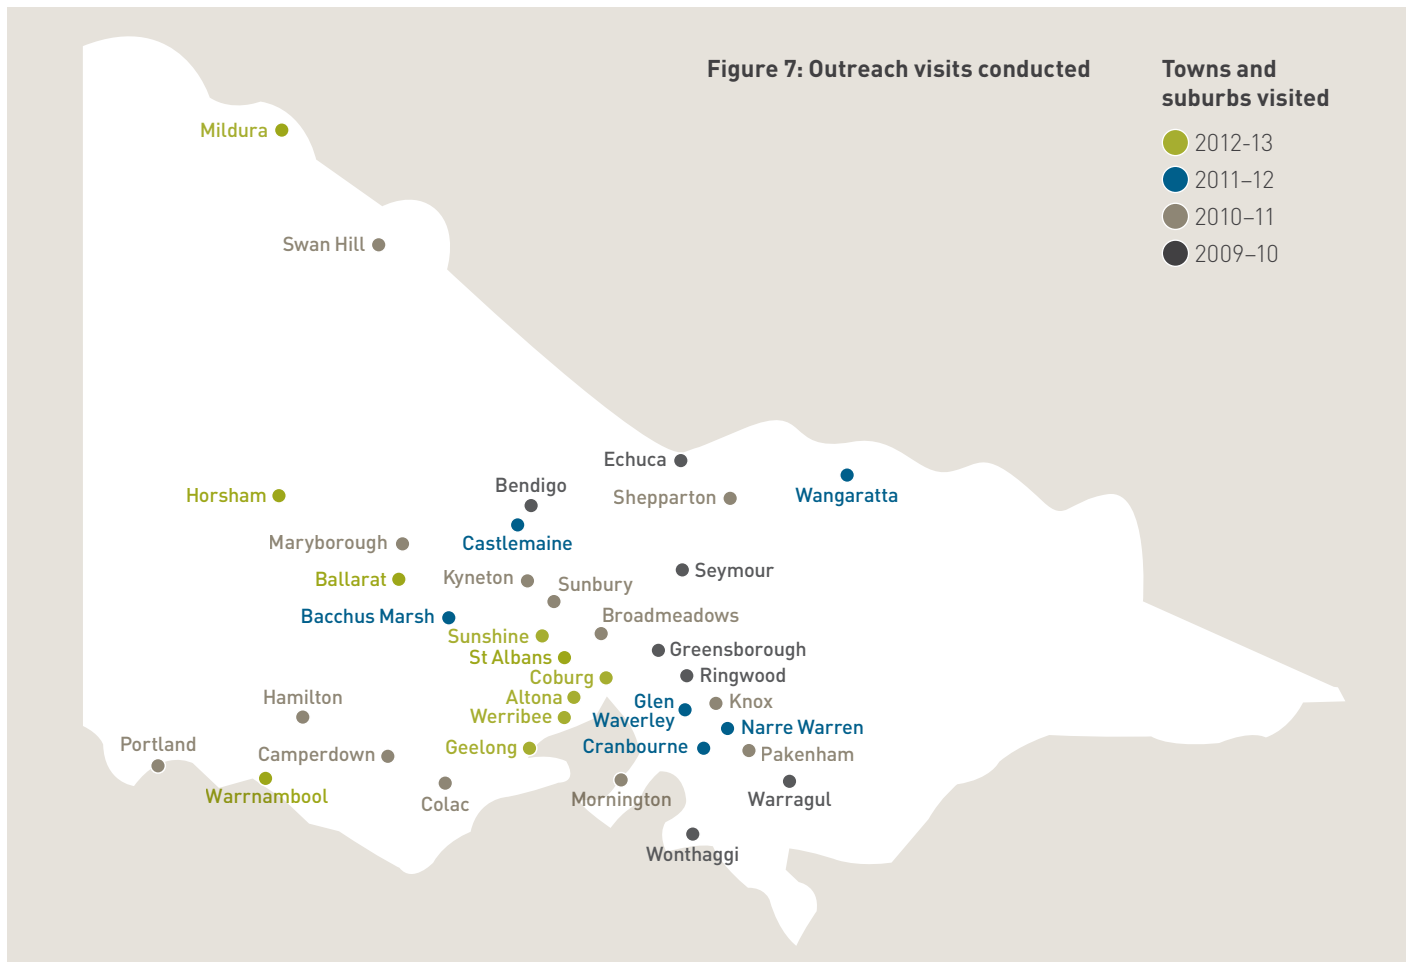 Figure 7: Outreach visits conducted
Towns and
suburbs visited
2012-13
2011–12
2010–11
2009–10
Mildura
Swan Hill
Echuca
Bendigo
Horsham
Shepparton
Wangaratta
Maryborough
Castlemaine
Ballarat
Kyneton
Sunbury
Seymour
Bacchus Marsh
Broadmeadows
Sunshine
Greensborough
St Albans
Coburg
Ringwood
Hamilton
Altona
Glen
Waverley
Knox
Werribee
Narre Warren
Portland
Camperdown
Geelong
Cranbourne
Pakenham
Warrnambool
Colac
Mornington
Warragul
Wonthaggi